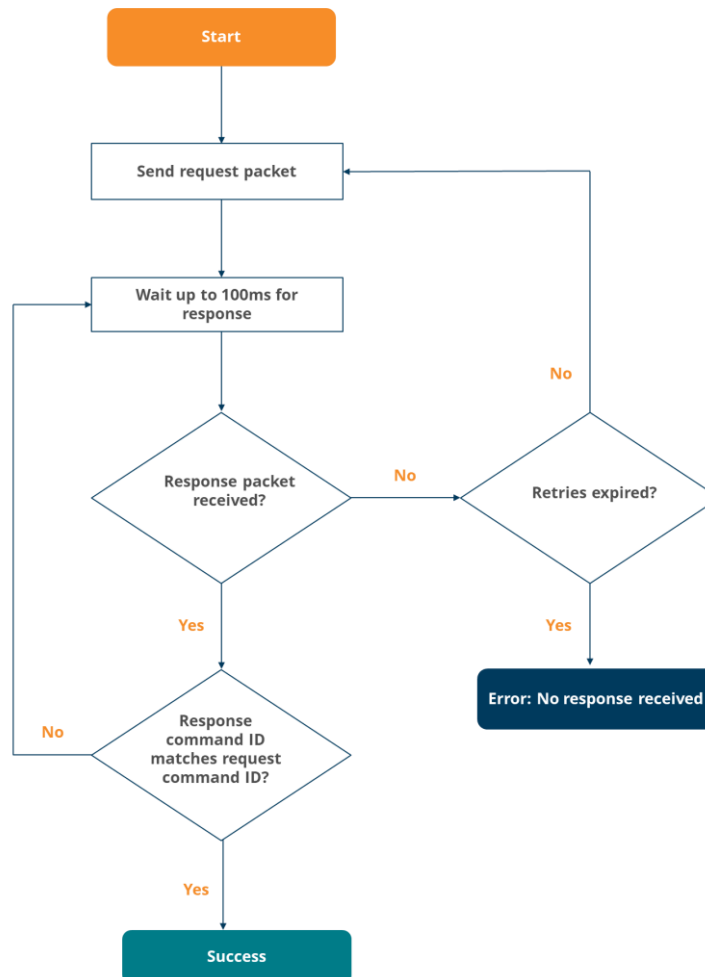 Start
Send request packet
Wait up to 100ms for
response
No
Response packet
received?
No
Retries expired?
Yes
Yes
Error: No response received
No
Response
command ID
matches request
command ID?
Yes
Success